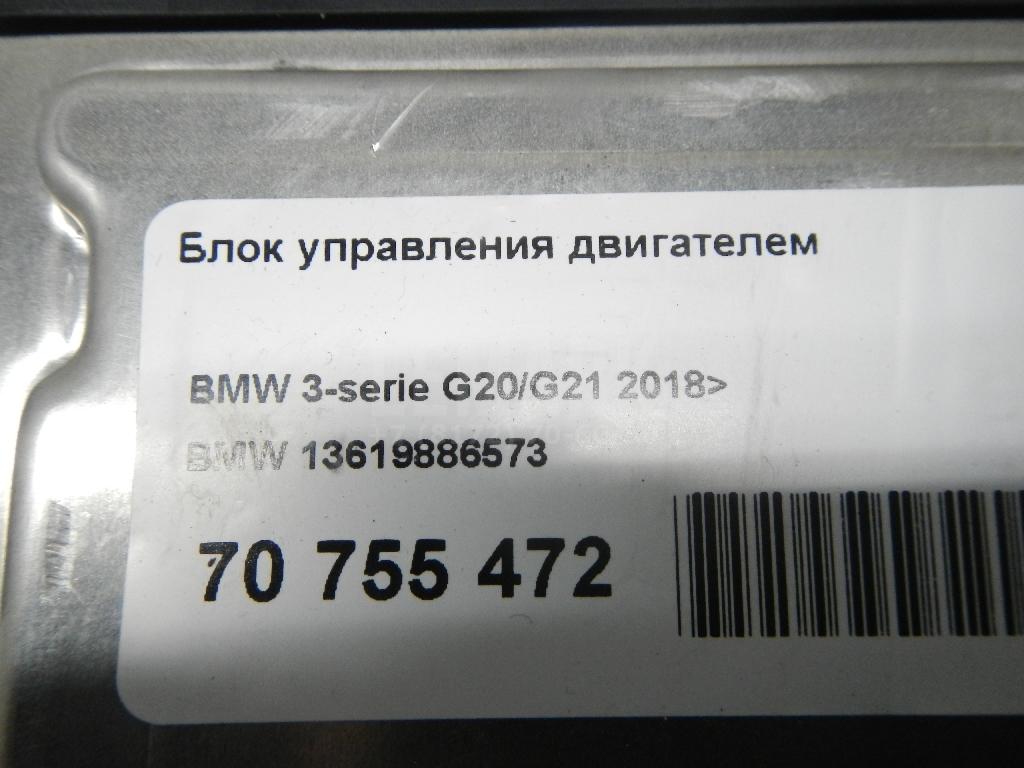 Блок управления двигателем
BMW 3-serie G20/G21 2018>
BMW 13619886573
70 755 472